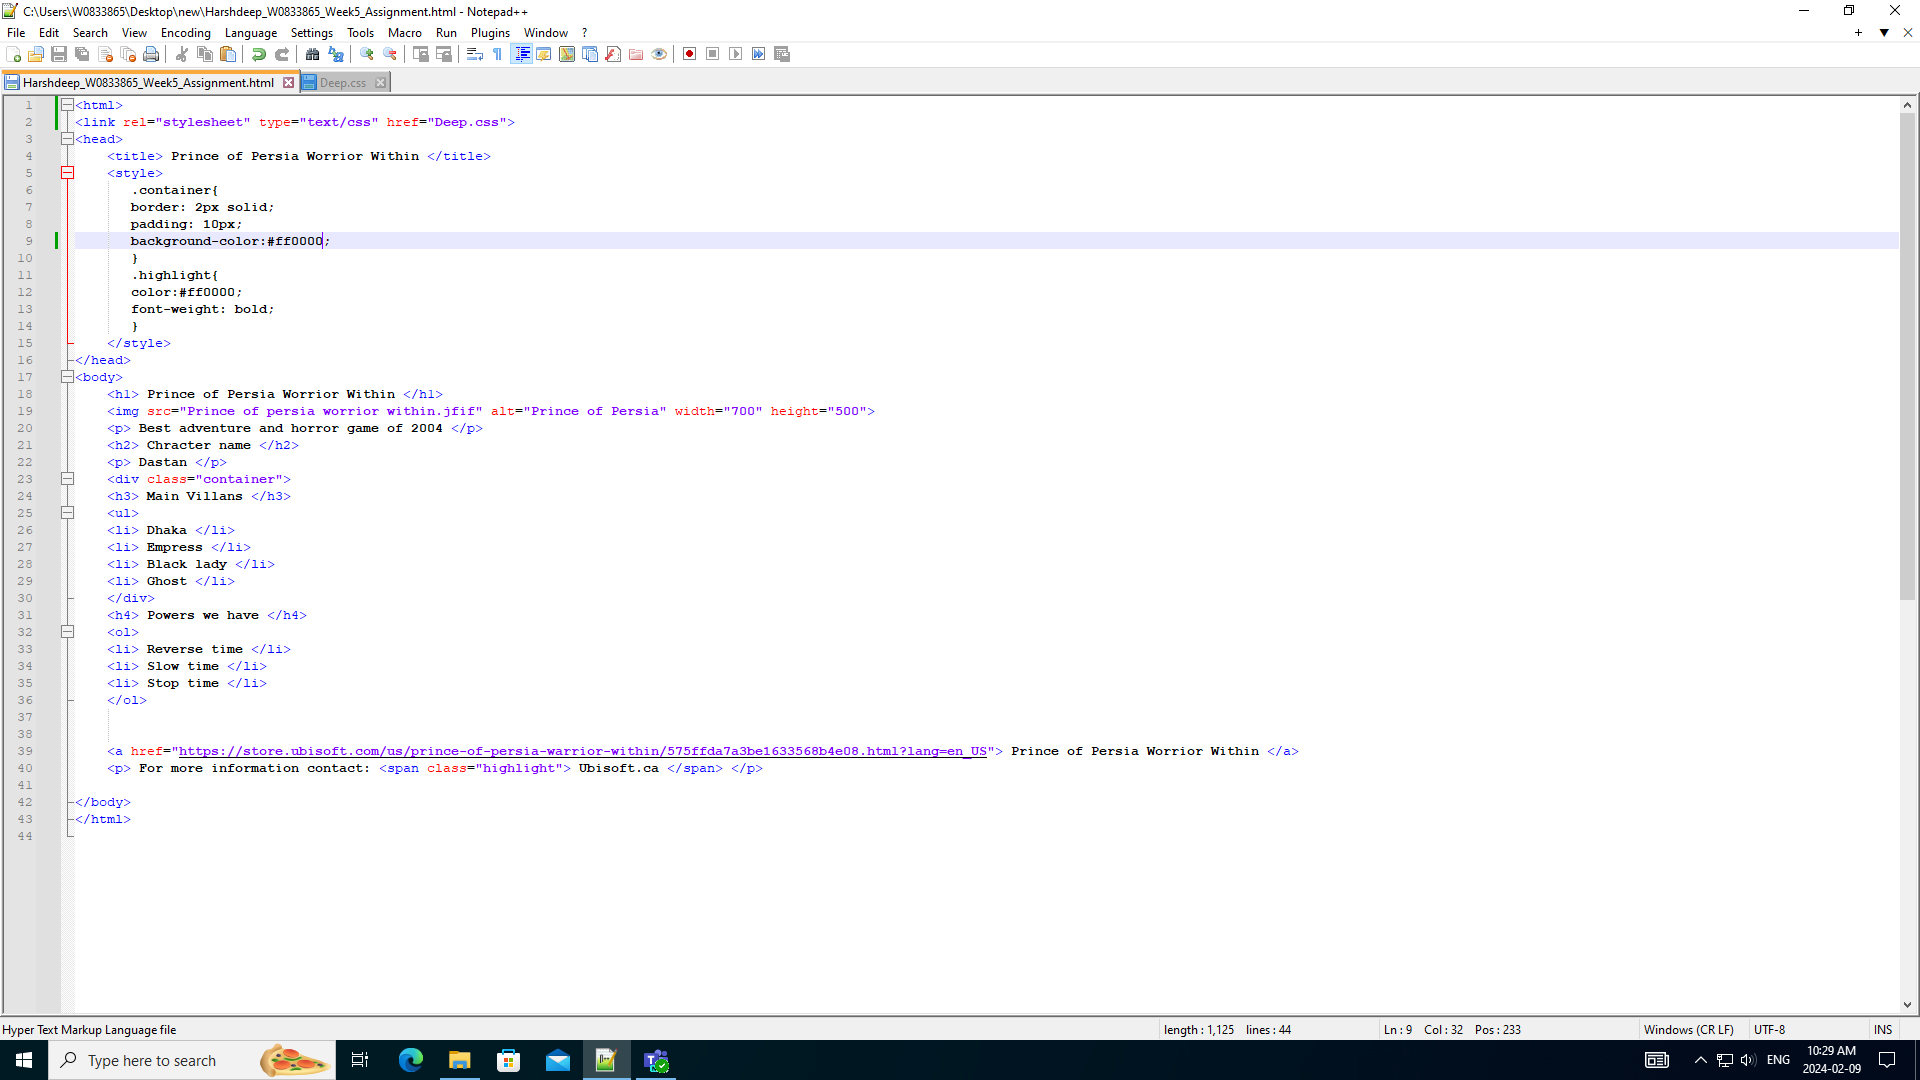 C:\Users\W0833865\Desktop\new\Harshdeep_W0833865_Week5_Assignment.html - Notepad++
File Edit Search View Encoding Language Settings Tools Macro Run Plugins Window ?
Harshdeep_W0833865_Week5_Assignment.html Deep.css
1 <html>
2 <link rel="stylesheet" type="text/css" href="Deep.css">
3 <head>
4 <title> Prince of Persia Worrior Within </title>
5 <style>
6 .container{
7 border: 2px solid;
8 padding: 10px;
9 background-color:#ff0000;
10 }
11 .highlight{
12 color:#ff0000;
13 font-weight: bold;
14 }
15 </style>
16 </head>
17 <body>
18 <h1> Prince of Persia Worrior Within </h1>
19 <img src="Prince of persia worrior within.jfif" alt="Prince of Persia" width="700" height="500">
20 <p> Best adventure and horror game of 2004 </p>
21 <h2> Chracter name </h2>
22 <p> Dastan </p>
23 <div class="container">
24 <h3> Main Villans </h3>
25 <ul>
26 <li> Dhaka </li>
27 <li> Empress </li>
28 <li> Black lady </li>
29 <li> Ghost </li>
30 </div>
31 <h4> Powers we have </h4>
32 <ol>
33 <li> Reverse time </li>
34 <li> Slow time </li>
35 <li> Stop time </li>
36 </ol>
37
38
39 <a href="https://store.ubisoft.com/us/prince-of-persia-warrior-within/575ffda7a3be1633568b4e08.html?lang=en_US"> Prince of Persia Worrior Within </a>
40 <p> For more information contact: <span class="highlight"> Ubisoft.ca </span> </p>
41
42 </body>
43 </html>
44
Hyper Text Markup Language file length : 1,125 lines : 44 Ln : 9 Col : 32 Pos : 233 Windows (CR LF) UTF-8 INS
Type here to search ENG 10:29 AM
2024-02-09